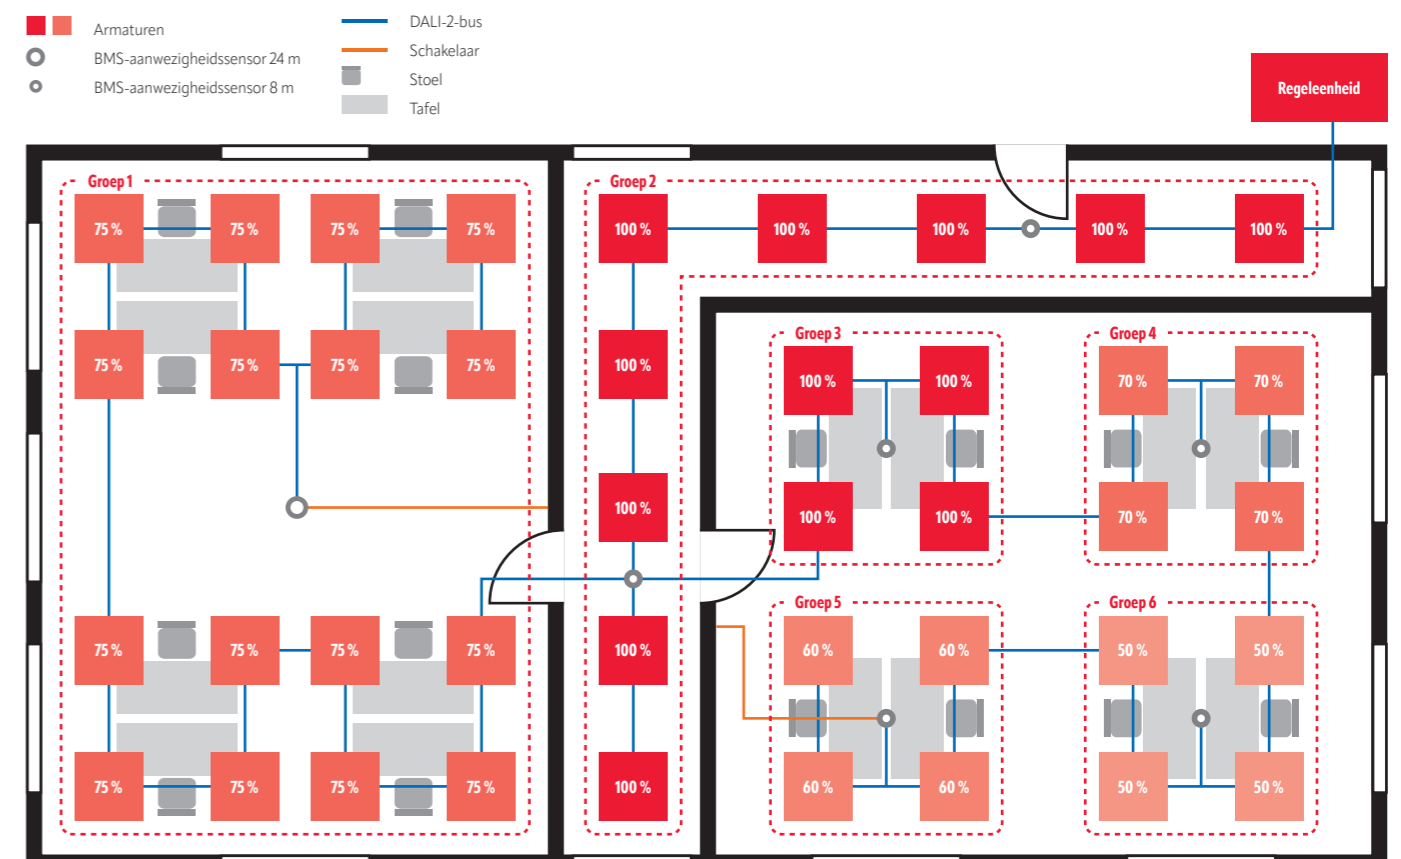 Armaturen
BMS-aanwezigheidssensor 24 m
BMS-aanwezigheidssensor 8 m
DALI-2-bus
Schakelaar
Stoel
Tafel
Regeleenheid
Groep 1
75 % 75 % 75 % 75 %
75 % 75 % 75 % 75 %
75 % 75 % 75 % 75 %
75 % 75 % 75 % 75 %
Groep 2
100 % 100 % 100 % 100 % 100 %
100 %
100 %
100 %
100 %
Groep 3
100 % 100 %
100 % 100 %
Groep 4
70 % 70 %
70 % 70 %
Groep 5
60 % 60 %
60 % 60 %
Groep 6
50 % 50 %
50 % 50 %